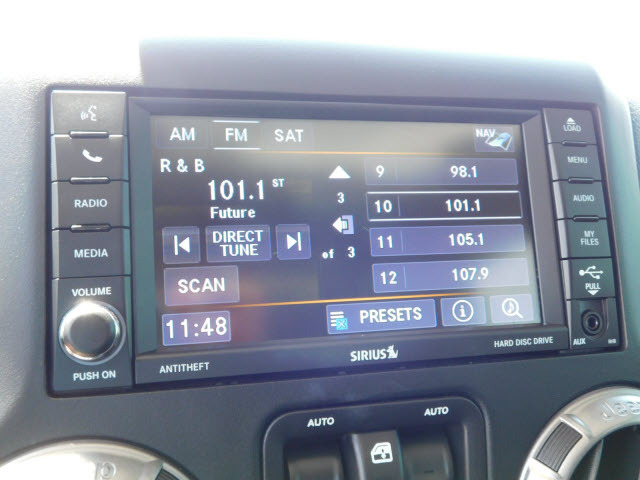 AM FM SAT NAV
R & B
101.1 ST
Future
DIRECT
TUNE
SCAN
11:48
3
of 3
9 98.1
10 101.1
11 105.1
12 107.9
PRESETS
RADIO
MEDIA
VOLUME
PUSH ON
LOAD
MENU
AUDIO
MY
FILES
PULL
AUX
ANTITHEFT
SIRIUS
HARD DISC DRIVE
AUTO
AUTO
JEEP